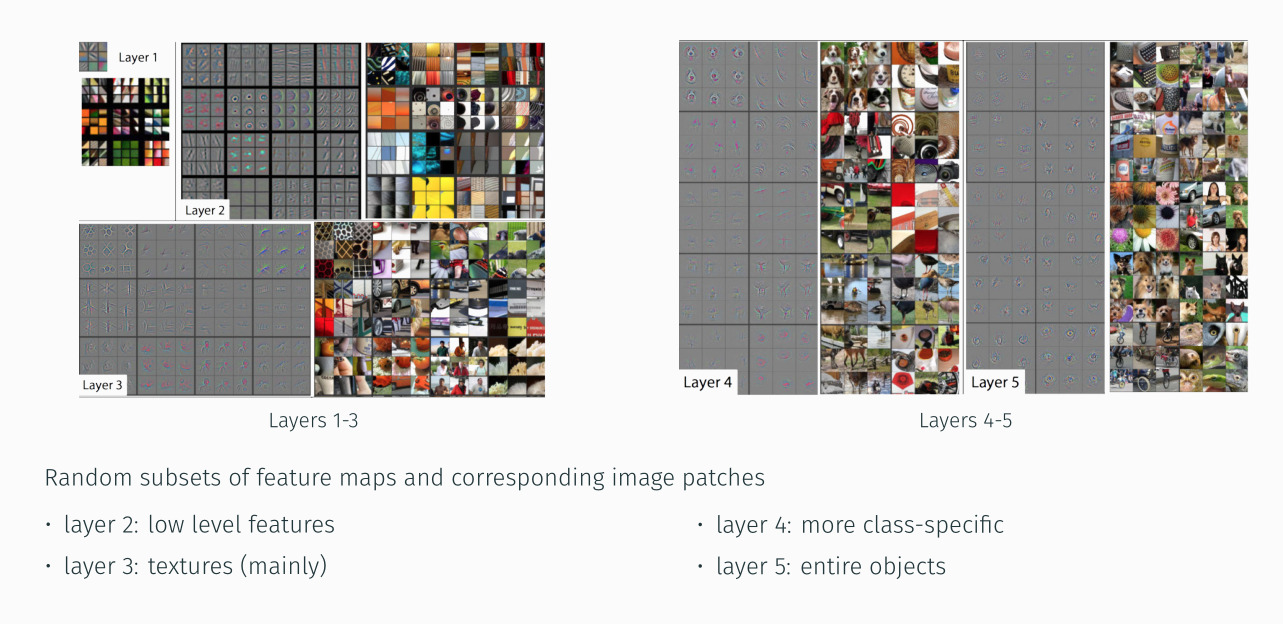 Layer 1
Layer 2
Layer 3
Layers 1-3
Layer 4
Layer 5
Layers 4-5
Random subsets of feature maps and corresponding image patches
• layer 2: low level features
• layer 3: textures (mainly)
• layer 4: more class-specific
• layer 5: entire objects